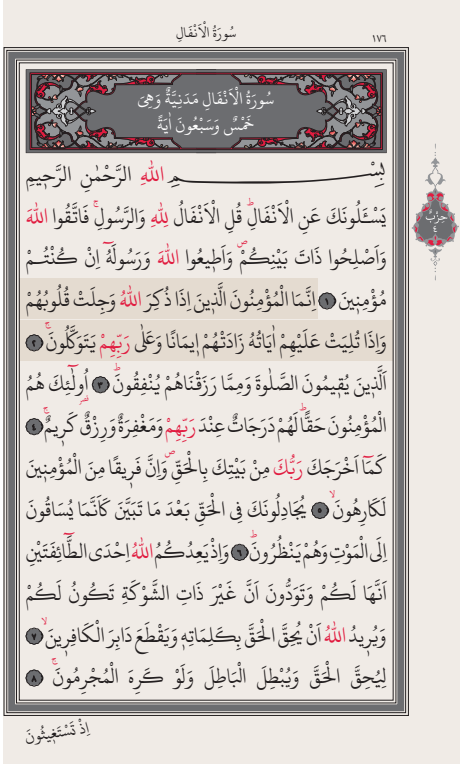 سُورَةُ الْاَنْفَالِ
١٧٦
سُورَةُ الْاَنْفَالِ مَدَنِيَّةٌ وَهِىَ
خَمْسٌ وَسَبْعُونَ اٰيَةً
بِسْمِ اللّٰهِ الرَّحْمٰنِ الرَّح۪يمِ
يَسْـَٔلُونَكَ عَنِ الْاَنْفَالِۜ قُلِ الْاَنْفَالُ لِلّٰهِ وَالرَّسُولِۚ فَاتَّقُوا اللّٰهَ
وَاَصْلِحُوا ذَاتَ بَيْنِكُمْۖ وَاَط۪يعُوا اللّٰهَ وَرَسُولَهُٓ اِنْ كُنْتُمْ
مُؤْمِن۪ينَ ﴿١﴾ اِنَّمَا الْمُؤْمِنُونَ الَّذ۪ينَ اِذَا ذُكِرَ اللّٰهُ وَجِلَتْ قُلُوبُهُمْ
وَاِذَا تُلِيَتْ عَلَيْهِمْ اٰيَاتُهُ زَادَتْهُمْ ا۪يمَانًا وَعَلٰى رَبِّهِمْ يَتَوَكَّلُونَۚ ﴿٢﴾
اَلَّذ۪ينَ يُق۪يمُونَ الصَّلٰوةَ وَمِمَّا رَزَقْنَاهُمْ يُنْفِقُونَۜ ﴿٣﴾ اُو۬لٰٓئِكَ هُمُ
الْمُؤْمِنُونَ حَقًّاۜ لَهُمْ دَرَجَاتٌ عِنْدَ رَبِّهِمْ وَمَغْفِرَةٌ وَرِزْقٌ كَر۪يمٌۚ ﴿٤﴾
كَمَٓا اَخْرَجَكَ رَبُّكَ مِنْ بَيْتِكَ بِالْحَقِّۖ وَاِنَّ فَر۪يقًا مِنَ الْمُؤْمِن۪ينَ
لَكَارِهُونَۙ ﴿٥﴾ يُجَادِلُونَكَ فِى الْحَقِّ بَعْدَ مَا تَبَيَّنَ كَاَنَّمَا يُسَاقُونَ
اِلَى الْمَوْتِ وَهُمْ يَنْظُرُونَۜ ﴿٦﴾ وَاِذْ يَعِدُكُمُ اللّٰهُ اِحْدَى الطَّٓائِفَتَيْنِ
اَنَّهَا لَكُمْ وَتَوَدُّونَ اَنَّ غَيْرَ ذَاتِ الشَّوْكَةِ تَكُونُ لَكُمْ
وَيُر۪يدُ اللّٰهُ اَنْ يُحِقَّ الْحَقَّ بِكَلِمَاتِه۪ وَيَقْطَعَ دَابِرَ الْكَافِر۪ينَۙ ﴿٧﴾
لِيُحِقَّ الْحَقَّ وَيُبْطِلَ الْبَاطِلَ وَلَوْ كَرِهَ الْمُجْرِمُونَۚ ﴿٨﴾
حِزْبٌ
٤
اِذْ تَسْتَغ۪يثُونَ